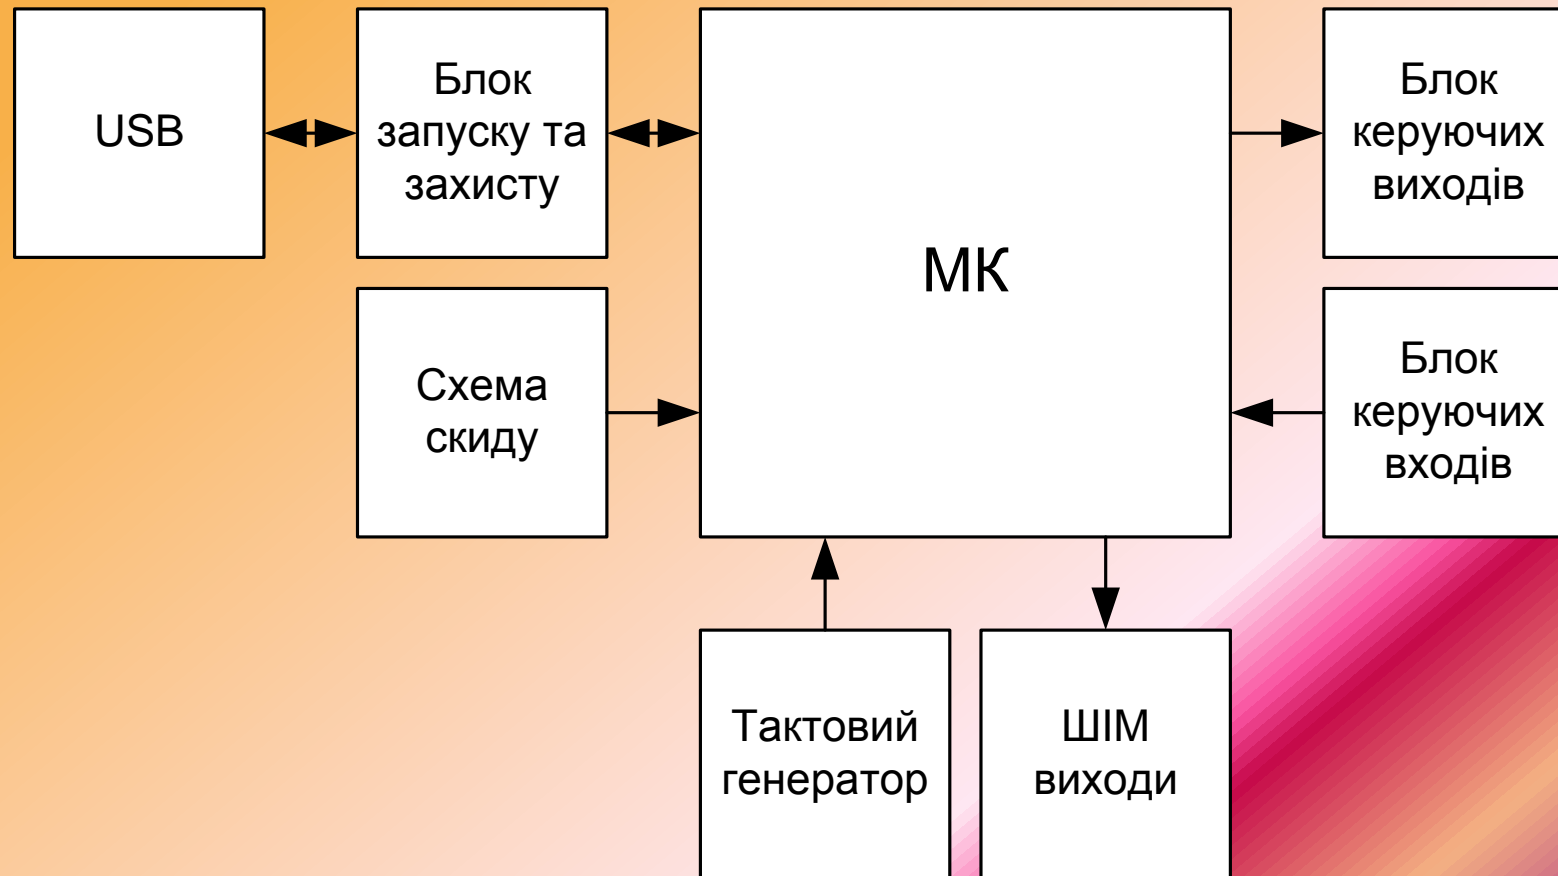 USB
Блок
запуску та
захисту
МК
Блок
керуючих
виходів
Схема
скиду
Блок
керуючих
входів
Тактовий
генератор
ШІМ
виходи